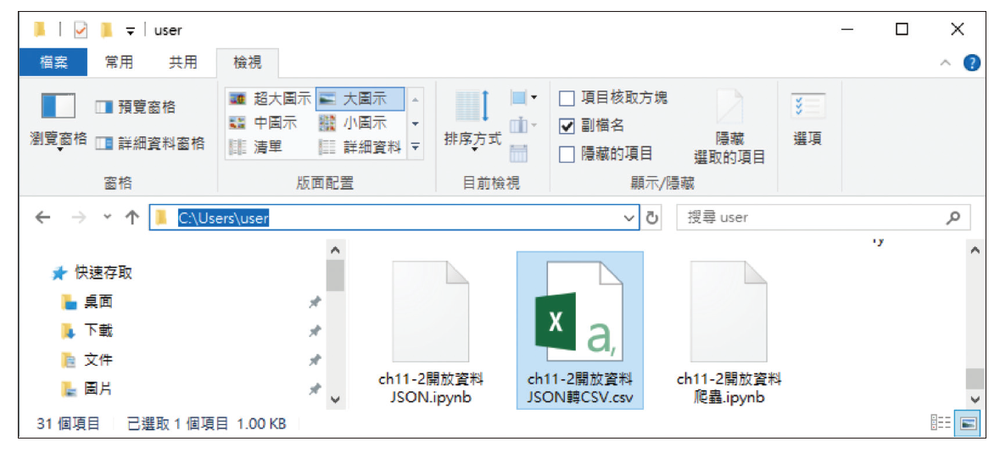 user
檔案 常用 共用 檢視
瀏覽窗格 預覽窗格 詳細資料窗格
窗格
超大圖示 大圖示
中圖示 小圖示
清單 詳細資料
版面配置
排序方式
目前檢視
項目核取方塊
副檔名
隱藏的項目
隱藏
選取的項目
顯示/隱藏
選項
C:\Users\user
搜尋 user
快速存取
桌面
下載
文件
圖片
ch11-2開放資料
JSON.ipynb
ch11-2開放資料
JSON轉CSV.csv
ch11-2開放資料
爬蟲.ipynb
31 個項目 已選取 1 個項目 1.00 KB